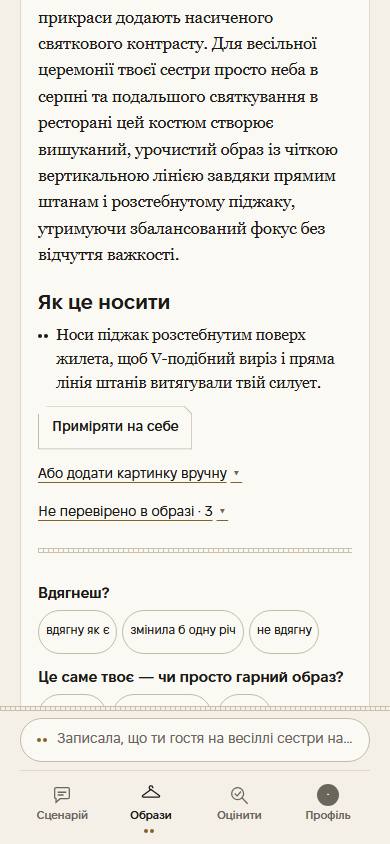 прикраси додають насиченого
святкового контрасту. Для весільної
церемонії твоєї сестри просто неба в
серпні та подальшого святкування в
ресторані цей костюм створює
вишуканий, урочистий образ із чіткою
вертикальною лінією завдяки прямим
штанам і розстебнутому піджаку,
утримуючи збалансований фокус без
відчуття важкості.
Як це носити
Носи піджак розстебнутим поверх
жилета, щоб V-подібний виріз і пряма
лінія штанів витягували твій силует.
Приміряти на себе
Або додати картинку вручну
Не перевірено в образі · 3
Вдягнеш?
вдягну як є
змінила б одну річ
не вдягну
Це саме твоє — чи просто гарний образ?
Записала, що ти гостя на весіллі сестри на...
Сценарій
Образи
Оцінити
Профіль